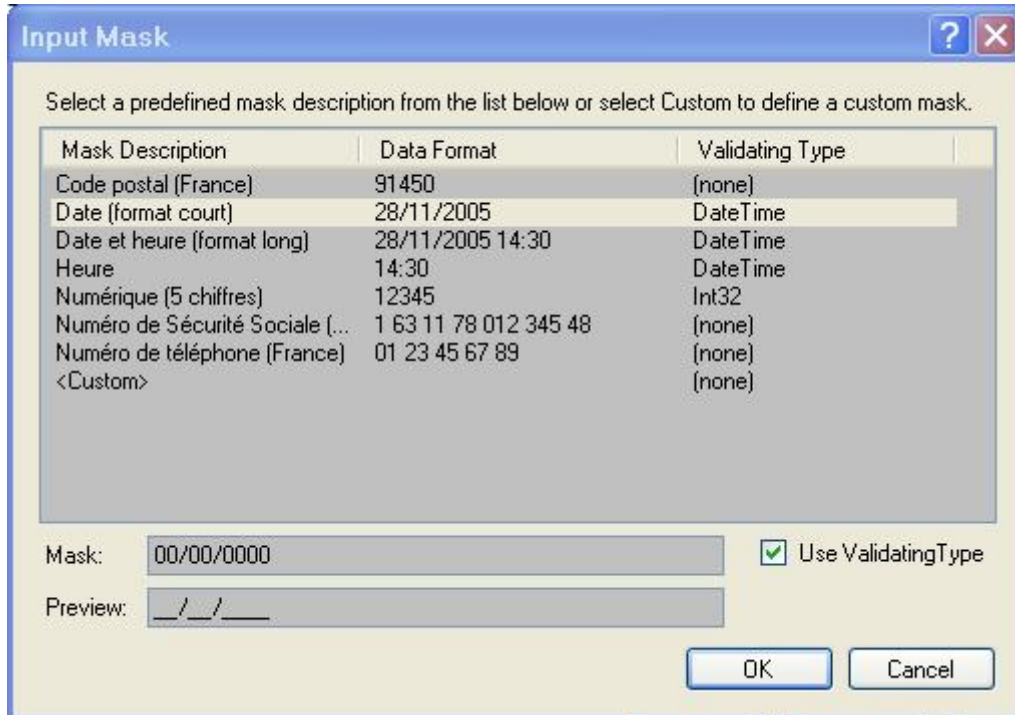 Input Mask
Select a predefined mask description from the list below or select Custom to define a custom mask.
Mask Description Data Format Validating Type
Code postal (France) 91450 (none)
Date (format court) 28/11/2005 DateTime
Date et heure (format long) 28/11/2005 14:30 DateTime
Heure 14:30 DateTime
Numérique (5 chiffres) 12345 Int32
Numéro de Sécurité Sociale (... 1 63 11 78 012 345 48 (none)
Numéro de téléphone (France) 01 23 45 67 89 (none)
<Custom> (none)
Mask: 00/00/0000 Use ValidatingType
Preview: __/__/____
OK Cancel